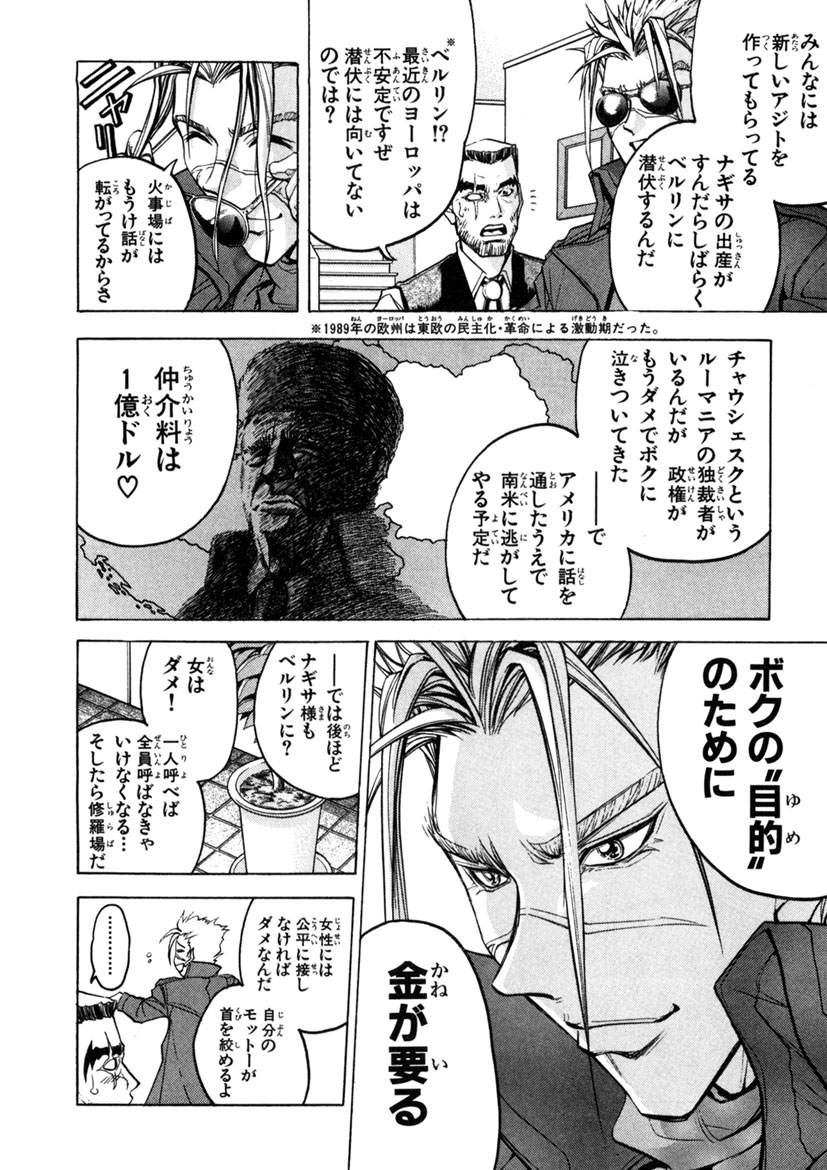 みんなには
新しいアジトを
作ってもらってる
ナギサの出産が
すんだらしばらく
ベルリンに
潜伏するんだ
※
ベルリン!?
最近のヨーロッパは
不安定ですぜ
潜伏には向いてない
のでは?
ニャリ
火事場には
もうけ話が
転がってるからさ
※1989年の欧州は東欧の民主化・革命による激動期だった。
チャウシェスクという
ルーマニアの独裁者が
いるんだが 政権が
もうダメでボクに
泣きついてきた
――で
アメリカに話を
通したうえで
南米に逃がして
やる予定だ
仲介料は
1億ドル♡
ボクの〝目的〟
のために
金が要る
――では後ほど
ナギサ様も
ベルリンに?
女は
ダメ!
一人呼べば
全員呼ばなきゃ
いけなくなる…
そしたら修羅場だ
女性には
公平に接し
なければ
ダメなんだ
自分の
モットーが
首を絞めるよ
………